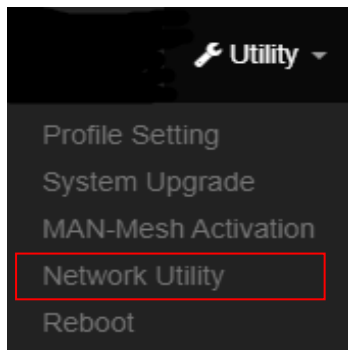 Utility
Profile Setting
System Upgrade
MAN-Mesh Activation
Network Utility
Reboot